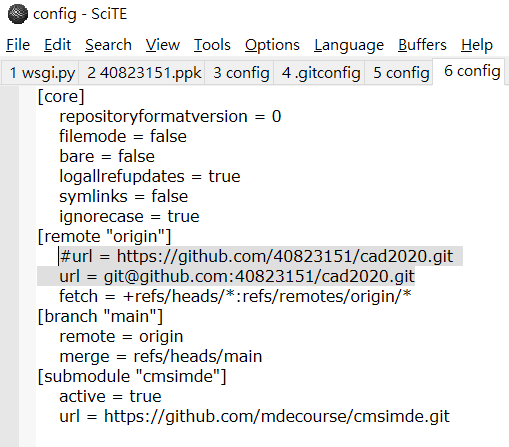 config - SciTE
File Edit Search View Tools Options Language Buffers Help
1 wsgi.py 2 40823151.ppk 3 config 4 .gitconfig 5 config 6 config
[core]
repositoryformatversion = 0
filemode = false
bare = false
logallrefupdates = true
symlinks = false
ignorecase = true
[remote "origin"]
#url = https://github.com/40823151/cad2020.git
url = git@github.com:40823151/cad2020.git
fetch = +refs/heads/*:refs/remotes/origin/*
[branch "main"]
remote = origin
merge = refs/heads/main
[submodule "cmsimde"]
active = true
url = https://github.com/mdecourse/cmsimde.git